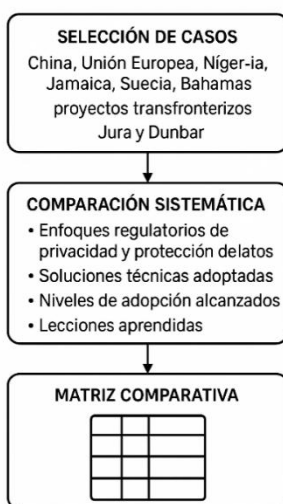 SELECCIÓN DE CASOS
China, Unión Europea, Níger-ia,
Jamaica, Suecia, Bahamas
proyectos transfronterizos
Jura y Dunbar
COMPARACIÓN SISTEMÁTICA
• Enfoques regulatorios de
privacidad y protección delatos
• Soluciones técnicas adoptadas
• Niveles de adopción alcanzados
• Lecciones aprendidas
MATRIZ COMPARATIVA